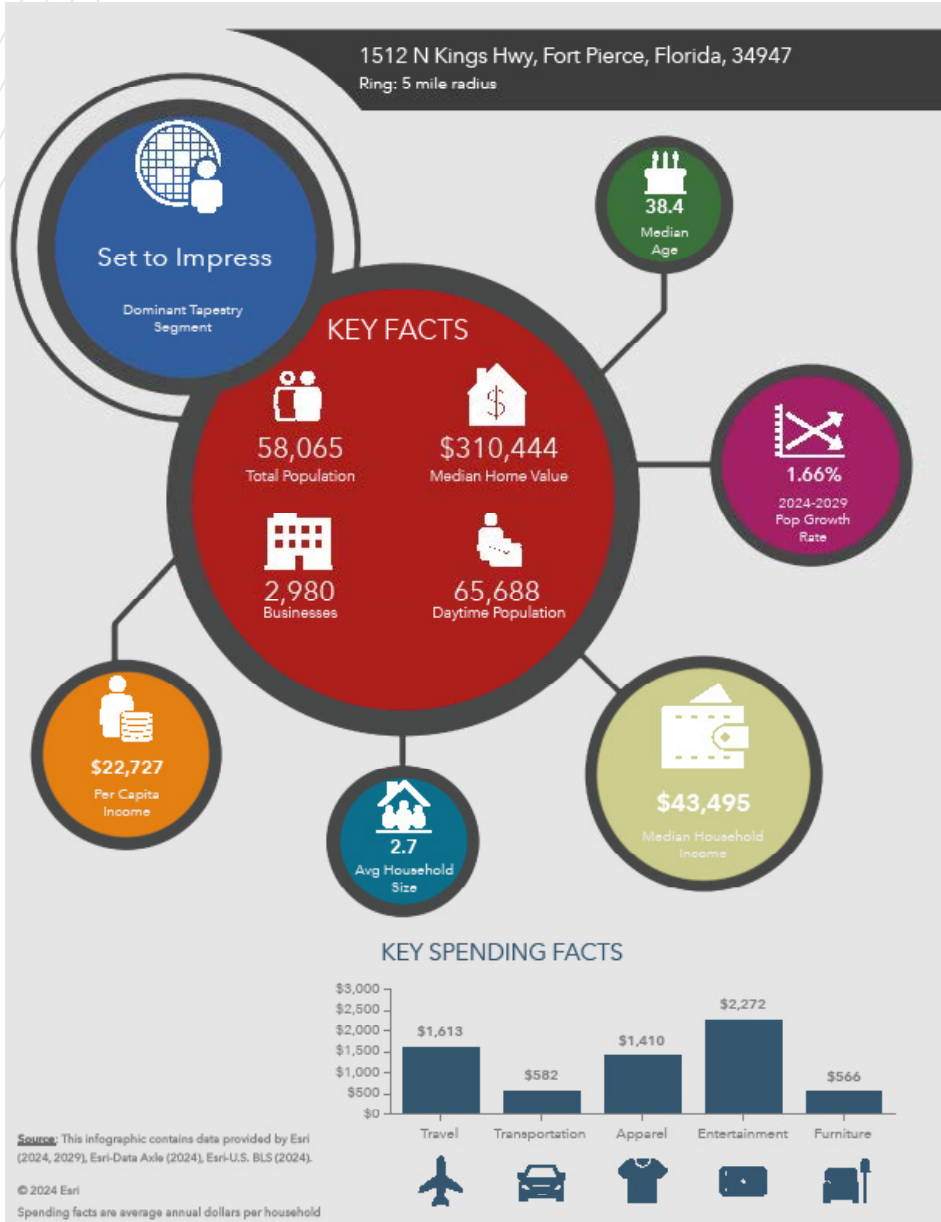 1512 N Kings Hwy, Fort Pierce, Florida, 34947
Ring: 5 mile radius
Set to Impress
Dominant Tapestry
Segment
38.4
Median
Age
KEY FACTS
58,065
Total Population
$310,444
Median Home Value
2,980
Businesses
65,688
Daytime Population
1.66%
2024-2029
Pop Growth
Rate
$22,727
Per Capita
Income
2.7
Avg Household
Size
$43,495
Median Household
Income
KEY SPENDING FACTS
$3,000
$2,500
$2,000
$1,500
$1,000
$500
$0
$1,613
$582
$1,410
$2,272
$566
Travel
Transportation
Apparel
Entertainment
Furniture
Source: This infographic contains data provided by Esri
(2024, 2029), Esri-Data Axle (2024), Esri-U.S. BLS (2024).
© 2024 Esri
Spending facts are average annual dollars per household